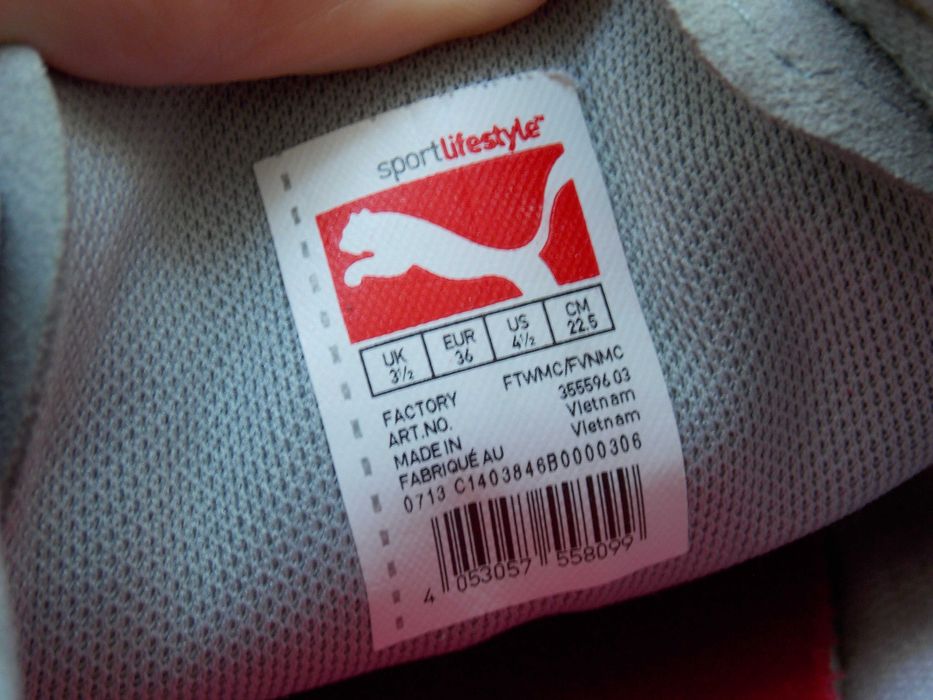 sportlifestyle™
UK EUR US CM
3½ 36 4½ 22.5
FACTORY FTWMC/FVNMC
ART.NO. 355596 03
MADE IN Vietnam
FABRIQUÉ AU Vietnam
0713 C1403846B0000306
4 053057 558099